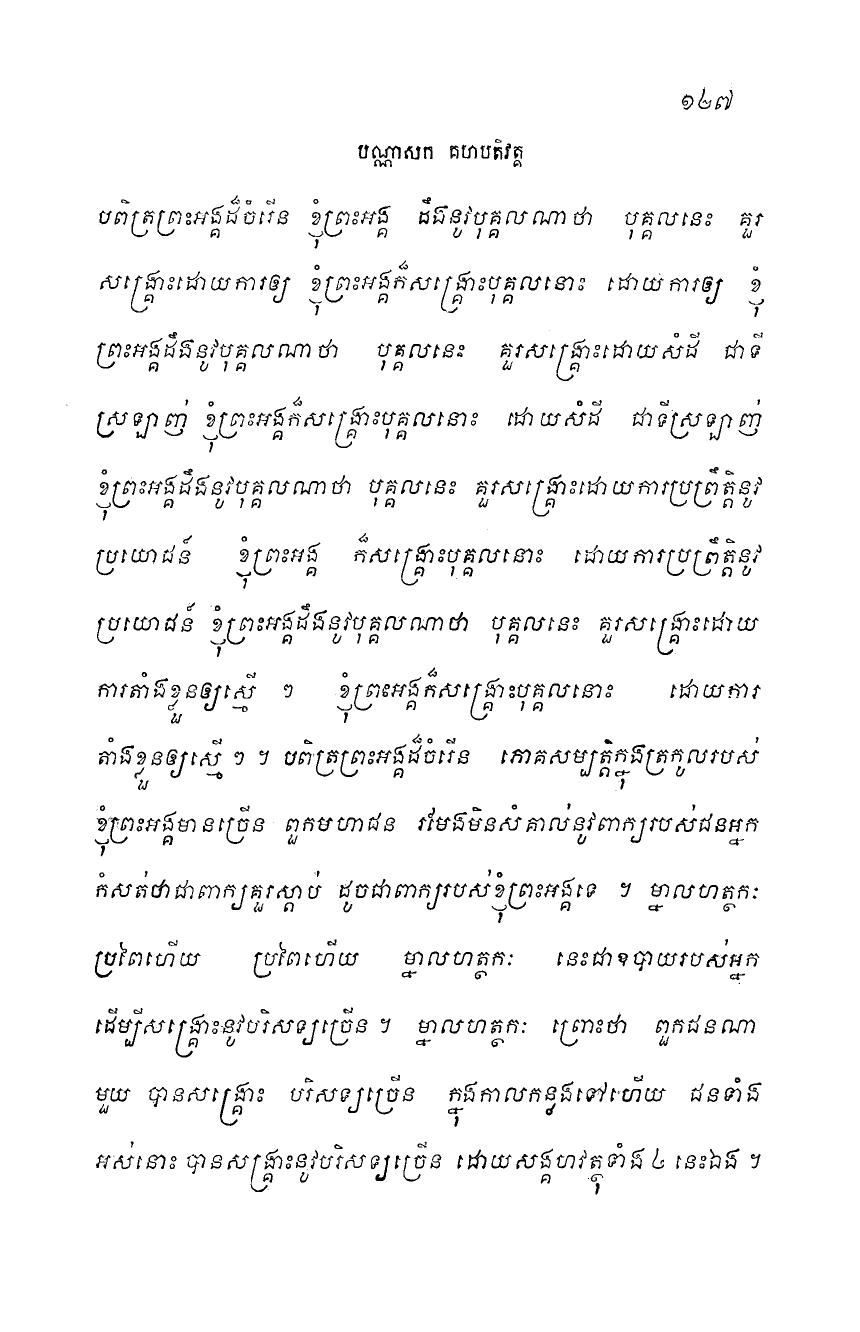 ១៤៧
បណ្ណាសក គហបតិវគ្គ
បពិត្រព្រះអង្គដ៏ចំរើន ខ្ញុំព្រះអង្គ ដឹងនូវបុគ្គលណាថា បុគ្គលនេះ គួរ
សង្គ្រោះដោយការឲ្យ ខ្ញុំព្រះអង្គក៏សង្គ្រោះបុគ្គលនោះ ដោយការឲ្យ ខ្ញុំ
ព្រះអង្គដឹងនូវបុគ្គលណាថា បុគ្គលនេះ គួរសង្គ្រោះដោយសំដី ជាទី
ស្រឡាញ់ ខ្ញុំព្រះអង្គក៏សង្គ្រោះបុគ្គលនោះ ដោយសំដី ជាទីស្រឡាញ់
ខ្ញុំព្រះអង្គដឹងនូវបុគ្គលណាថា បុគ្គលនេះ គួរសង្គ្រោះដោយការប្រព្រឹត្តិនូវ
ប្រយោជន៍ ខ្ញុំព្រះអង្គ ក៏សង្គ្រោះបុគ្គលនោះ ដោយការប្រព្រឹត្តិនូវ
ប្រយោជន៍ ខ្ញុំព្រះអង្គដឹងនូវបុគ្គលណាថា បុគ្គលនេះ គួរសង្គ្រោះដោយ
ការតាំងខ្លួនឲ្យស្មើ ៗ ខ្ញុំព្រះអង្គក៏សង្គ្រោះបុគ្គលនោះ ដោយការ
តាំងខ្លួនឲ្យស្មើ ៗ ។ បពិត្រព្រះអង្គដ៏ចំរើន ភោគសម្បត្តិក្នុងត្រកូលរបស់
ខ្ញុំព្រះអង្គមានច្រើន ពួកមហាជន រមែងមិនសំគាល់នូវពាក្យរបស់ជនអ្នក
កំសត់ថាជាពាក្យគួរស្តាប់ ដូចជាពាក្យរបស់ខ្ញុំព្រះអង្គទេ ។ ម្នាលហត្ថកៈ
ប្រពៃហើយ ប្រពៃហើយ ម្នាលហត្ថកៈ នេះជាឧបាយរបស់អ្នក
ដើម្បីសង្គ្រោះនូវបរិសទ្យច្រើន ។ ម្នាលហត្ថកៈ ព្រោះថា ពួកជនណា
មួយ បានសង្គ្រោះ បរិសទ្យច្រើន ក្នុងកាលកន្លងទៅហើយ ជនទាំង
អស់នោះ បានសង្គ្រោះនូវបរិសទ្យច្រើន ដោយសង្គហវត្ថុទាំង ៤ នេះឯង ។